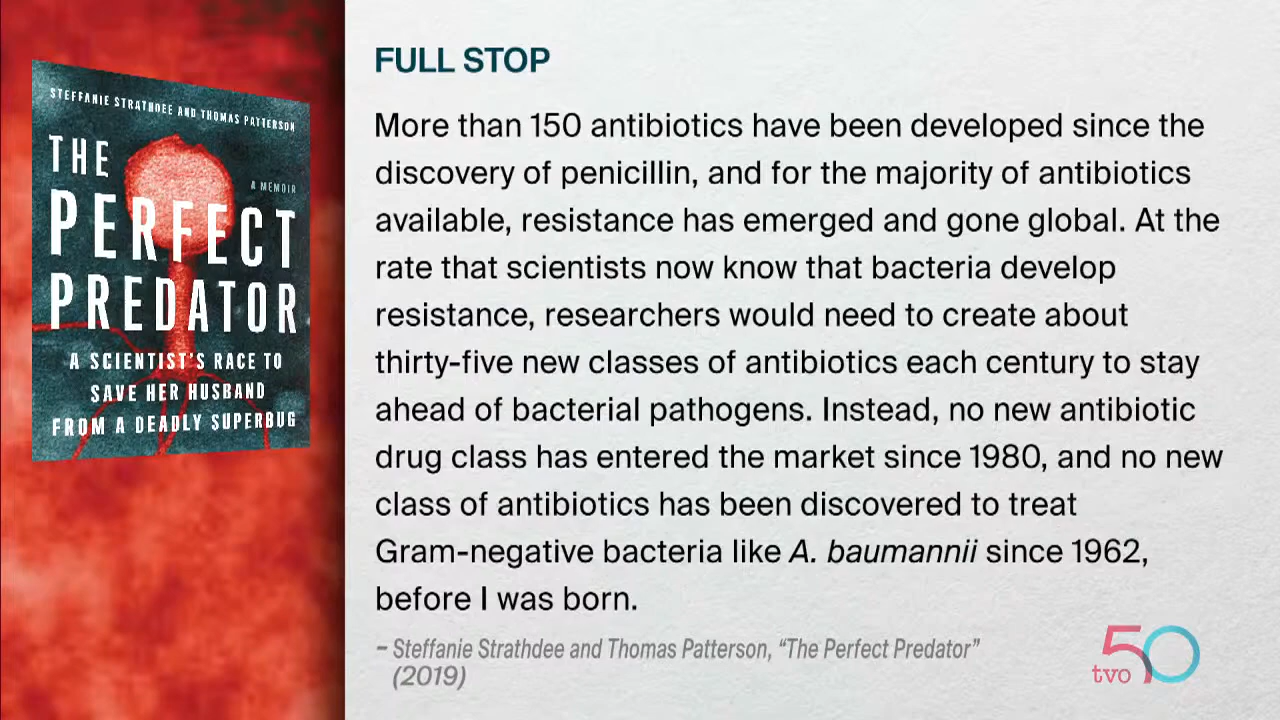 STEFFANIE STRATHDEE AND THOMAS PATTERSON
THE
A MEMOIR
PERFECT
PREDATOR
A SCIENTIST'S RACE TO
SAVE HER HUSBAND
FROM A DEADLY SUPERBUG
FULL STOP
More than 150 antibiotics have been developed since the
discovery of penicillin, and for the majority of antibiotics
available, resistance has emerged and gone global. At the
rate that scientists now know that bacteria develop
resistance, researchers would need to create about
thirty-five new classes of antibiotics each century to stay
ahead of bacterial pathogens. Instead, no new antibiotic
drug class has entered the market since 1980, and no new
class of antibiotics has been discovered to treat
Gram-negative bacteria like A. baumannii since 1962,
before I was born.
– Steffanie Strathdee and Thomas Patterson, “The Perfect Predator”
(2019)
tvo 50